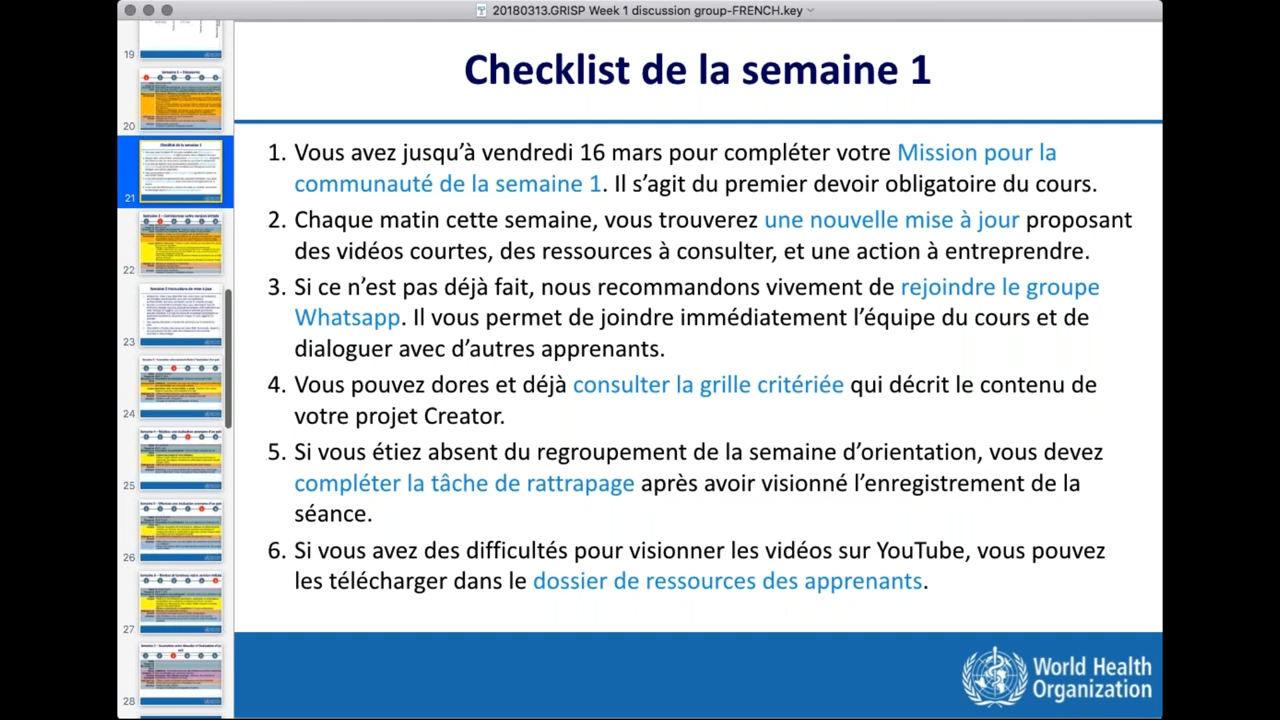 20180313.GRISP Week 1 discussion group-FRENCH.key
Checklist de la semaine 1
1. Vous avez jusqu’à vendredi 16 mars pour compléter votre Mission pour la
communauté de la semaine 1. Il s’agit du premier devoir obligatoire du cours.
2. Chaque matin cette semaine, vous trouverez une nouvelle mise à jour proposant
des vidéos courtes, des ressources à consulter, et une action à entreprendre.
3. Si ce n’est pas déjà fait, nous recommandons vivement de rejoindre le groupe
Whatsapp. Il vous permet de joindre immédiatement l’équipe du cours et de
dialoguer avec d’autres apprenants.
4. Vous pouvez dores et déjà consulter la grille critériée qui décrit le contenu de
votre projet Creator.
5. Si vous étiez absent du regroupement de la semaine d’orientation, vous devez
compléter la tâche de rattrapage après avoir visionné l’enregistrement de la
séance.
6. Si vous avez des difficultés pour visionner les vidéos sur YouTube, vous pouvez
les télécharger dans le dossier de ressources des apprenants.
World Health
Organization
19
20
21
22
23
24
25
26
27
28